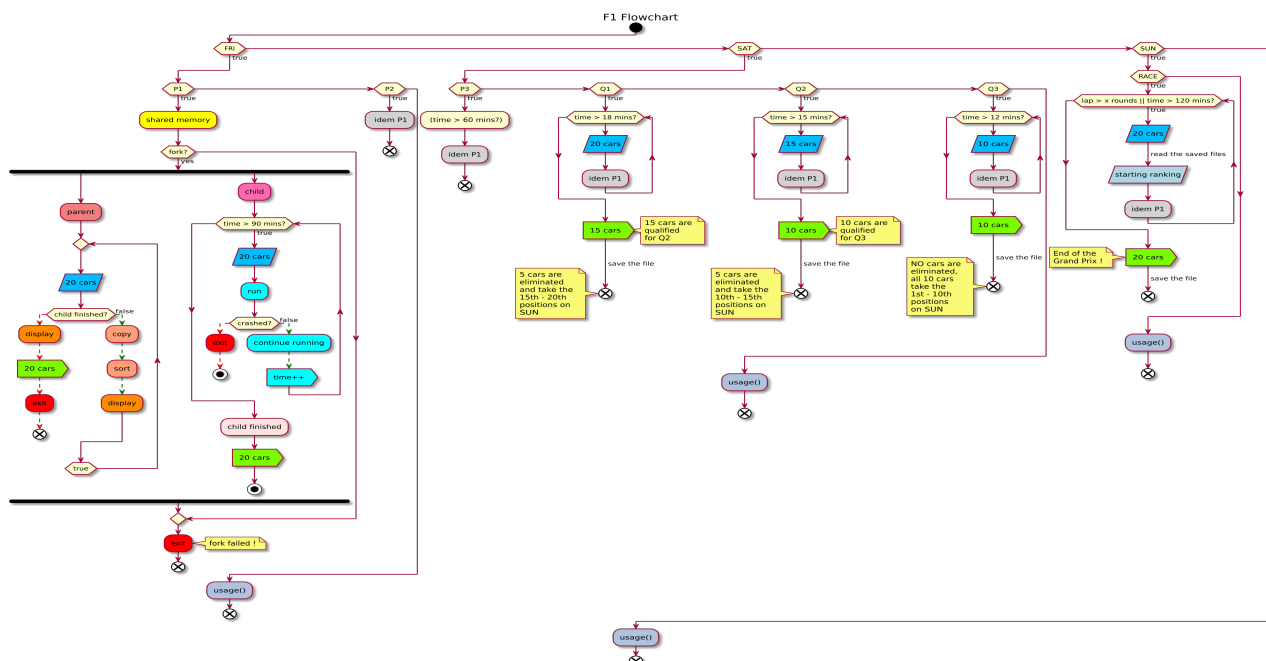 F1 Flowchart
FRI
true
SAT
true
SUN
true
P1
true
P2
true
P3
true
Q1
true
Q2
true
Q3
true
RACE
true
shared memory
idem P1
(time > 60 mins?)
idem P1
time > 18 mins?
true
20 cars
idem P1
15 cars
15 cars are
qualified
for Q2
save the file
5 cars are
eliminated
and take the
15th - 20th
positions on
SUN
time > 15 mins?
true
15 cars
idem P1
10 cars
10 cars are
qualified
for Q3
save the file
5 cars are
eliminated
and take the
10th - 15th
positions on
SUN
time > 12 mins?
true
10 cars
idem P1
10 cars
save the file
NO cars are
eliminated,
all 10 cars
take the
1st - 10th
positions
on SUN
lap > x rounds || time > 120 mins?
true
20 cars
read the saved files
starting ranking
idem P1
20 cars
End of the
Grand Prix !
save the file
usage()
usage()
fork?
yes
parent
20 cars
child finished?
false
display
20 cars
exit
copy
sort
display
true
child
time > 90 mins?
true
20 cars
run
crashed?
false
exit
continue running
time++
child finished
20 cars
exit
fork failed !
usage()
usage()